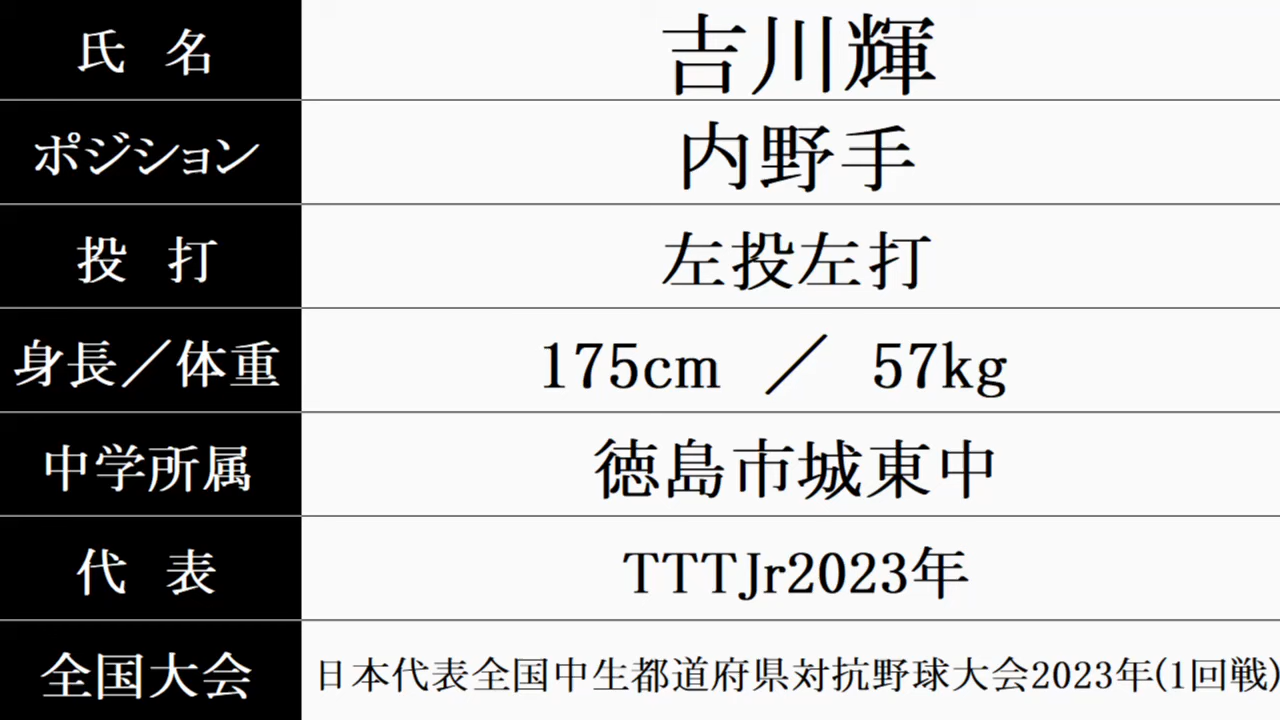 氏 名 吉川輝
ポジション 内野手
投 打 左投左打
身長／体重 175cm ／ 57kg
中学所属 徳島市城東中
代 表 TTTJr2023年
全国大会 日本代表全国中生都道府県対抗野球大会2023年(1回戦)